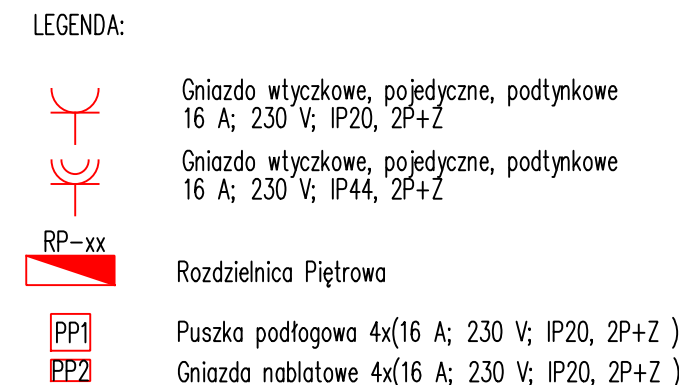 LEGENDA:
Gniazdo wtyczkowe, pojedyczne, podtynkowe
16 A; 230 V; IP20, 2P+Z
Gniazdo wtyczkowe, pojedyczne, podtynkowe
16 A; 230 V; IP44, 2P+Z
RP-xx
Rozdzielnica Piętrowa
PP1 Puszka podłogowa 4x(16 A; 230 V; IP20, 2P+Z )
PP2 Gniazda nablatowe 4x(16 A; 230 V; IP20, 2P+Z )